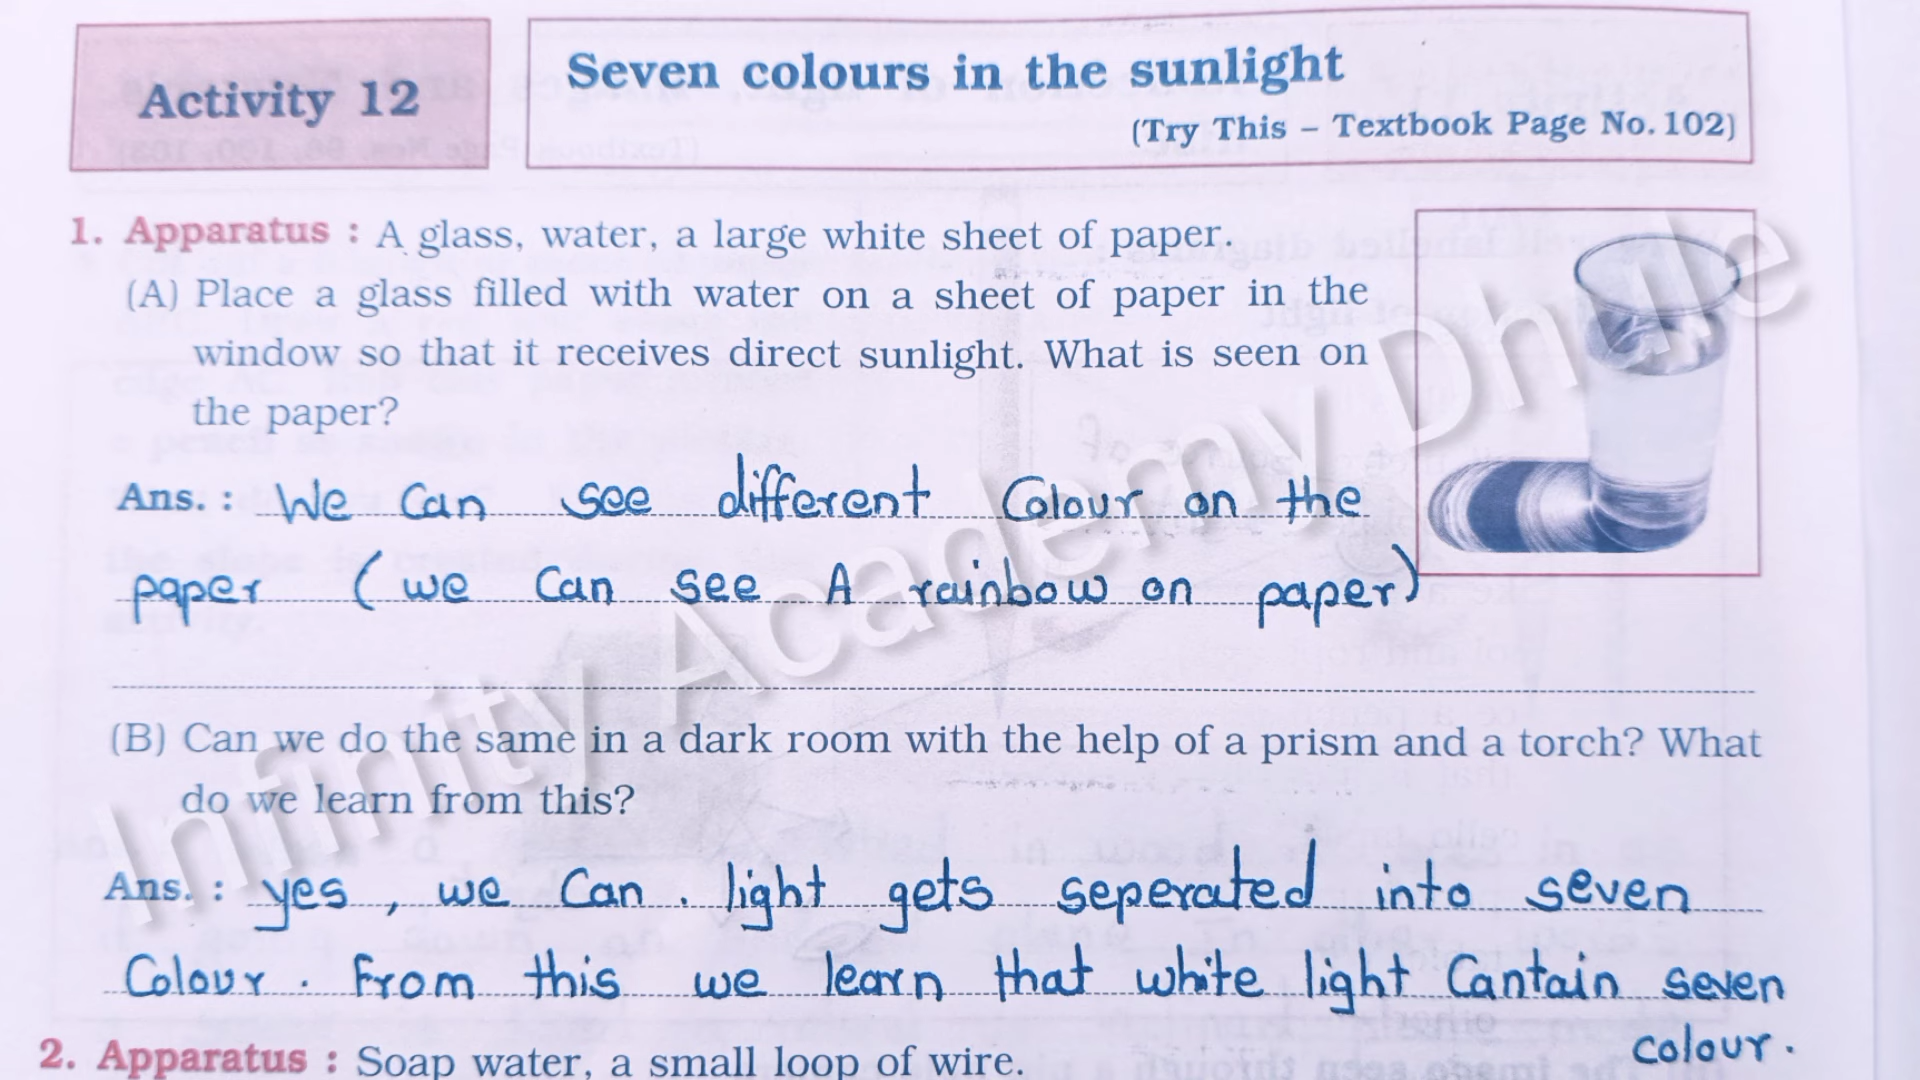 Activity 12
Seven colours in the sunlight
(Try This – Textbook Page No. 102)
1. Apparatus : A glass, water, a large white sheet of paper.
(A) Place a glass filled with water on a sheet of paper in the
window so that it receives direct sunlight. What is seen on
the paper?
Ans. : We Can see different Colour on the
paper (we Can see A rainbow on paper)
(B) Can we do the same in a dark room with the help of a prism and a torch? What
do we learn from this?
Ans. : yes, we Can. light gets seperated into seven
Colour. From this we learn that white light Cantain seven
colour.
2. Apparatus : Soap water, a small loop of wire.
Infinity Academy Dhule